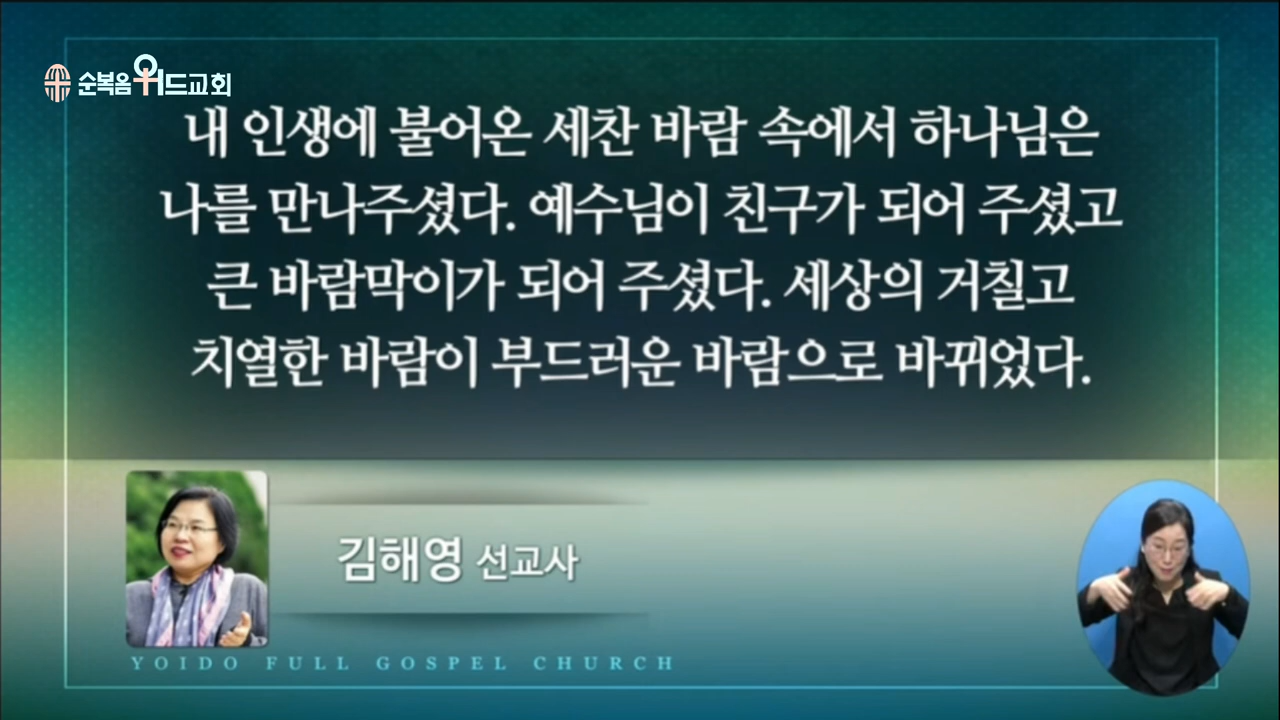 순복음워드교회
내 인생에 불어온 세찬 바람 속에서 하나님은
나를 만나주셨다. 예수님이 친구가 되어 주셨고
큰 바람막이가 되어 주셨다. 세상의 거칠고
치열한 바람이 부드러운 바람으로 바뀌었다.
김해영 선교사
YOIDO FULL GOSPEL CHURCH